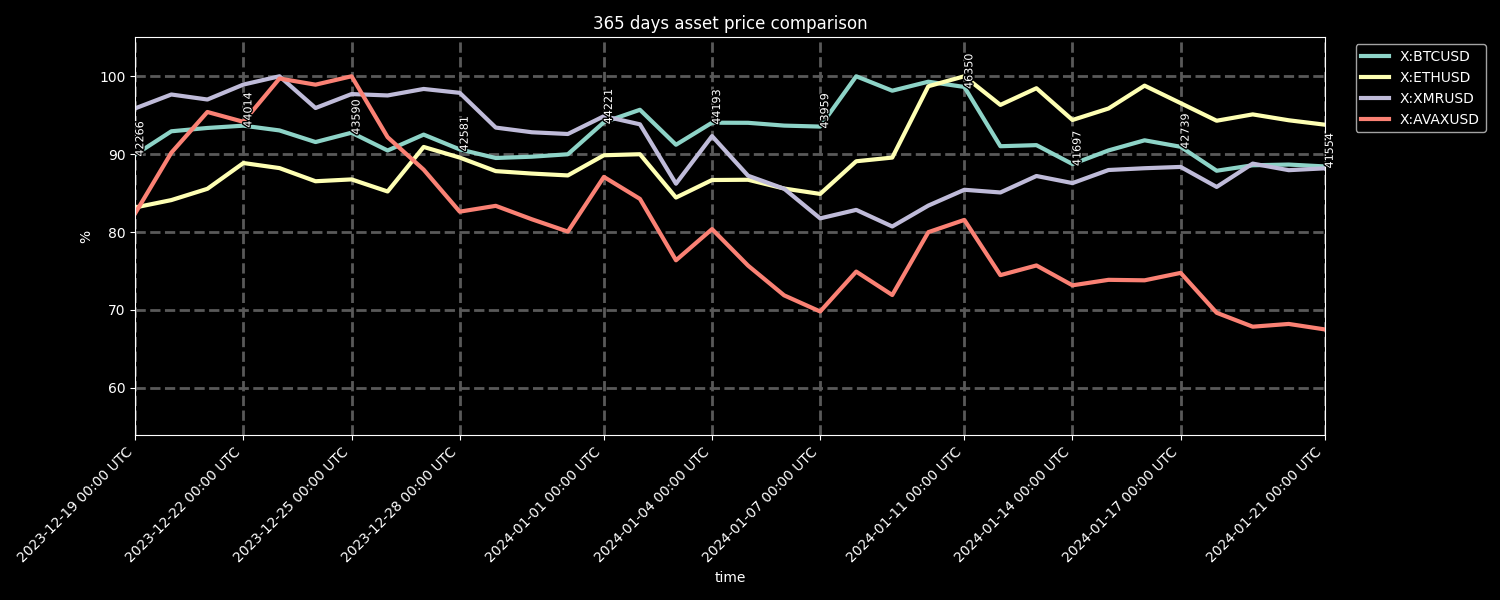 365 days asset price comparison
X:BTCUSD
X:ETHUSD
X:XMRUSD
X:AVAXUSD
%
100
90
80
70
60
42266
44014
43590
42581
44221
44193
43959
46350
41697
42739
41554
2023-12-19 00:00 UTC
2023-12-22 00:00 UTC
2023-12-25 00:00 UTC
2023-12-28 00:00 UTC
2024-01-01 00:00 UTC
2024-01-04 00:00 UTC
2024-01-07 00:00 UTC
2024-01-11 00:00 UTC
2024-01-14 00:00 UTC
2024-01-17 00:00 UTC
2024-01-21 00:00 UTC
time